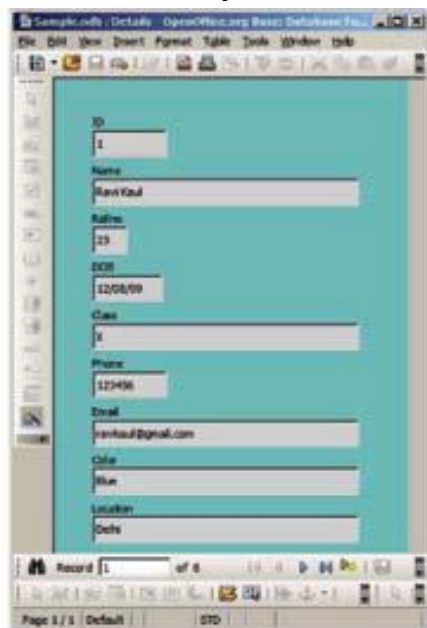 Sample.odb : Details - OpenOffice.org Base: Database Fo...
File Edit View Insert Format Table Tools Window Help
ID
1
Name
Ravi Kaul
Rollno
23
DOB
12/08/99
Class
X
Phone
123456
Email
ravikaul@gmail.com
Color
Blue
Location
Delhi
Record 1 of 6
Page 1 / 1 Default STD